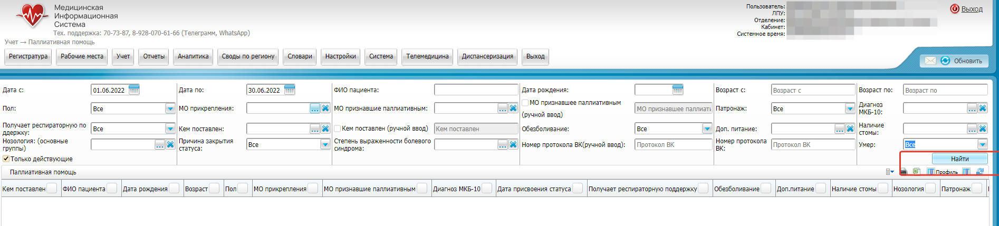 Медицинская
Информационная
Система
Тех. поддержка: 70-73-87, 8-928-070-61-66 (Телеграмм, WhatsApp)
Учет → Паллиативная помощь
Пользователь:
ЛПУ:
Отделение:
Кабинет:
Системное время:
Выход
Регистратура Рабочие места Учет Отчеты Аналитика Своды по региону Словари Настройки Система Телемедицина Диспансеризация Выход
Обновить
Дата с: 01.06.2022 Дата по: 30.06.2022 ФИО пациента: Дата рождения: Возраст с: Возраст с Возраст по: Возраст по
Пол: Все МО прикрепления: ... МО признавшие паллиативным: ... МО признавшее паллиативным
(ручной ввод) МО признавшее паллиати Патронаж: Все Диагноз
МКБ-10: ...
Получает респираторную по
ддержку: Все Кем поставлен: ... Кем поставлен (ручной ввод) Кем поставлен Обезболивание: Все Доп. питание: ... Наличие
стомы: ...
Нозология: (основные
группы) ... Причина закрытия
статуса: Все Степень выраженности болевого
синдрома: ... Номер протокола ВК(ручной ввод): Протокол ВК Номер протокола
ВК: Протокол ВК Умер: Все
Только действующие
Найти
Паллиативная помощь
Профиль
Кем поставлен ФИО пациента Дата рождения Возраст Пол МО прикрепления МО признавшие паллиативным Диагноз МКБ-10 Дата присвоения статуса Получает респираторную поддержку Обезболивание Доп.питание Наличие стомы Нозология Патронаж